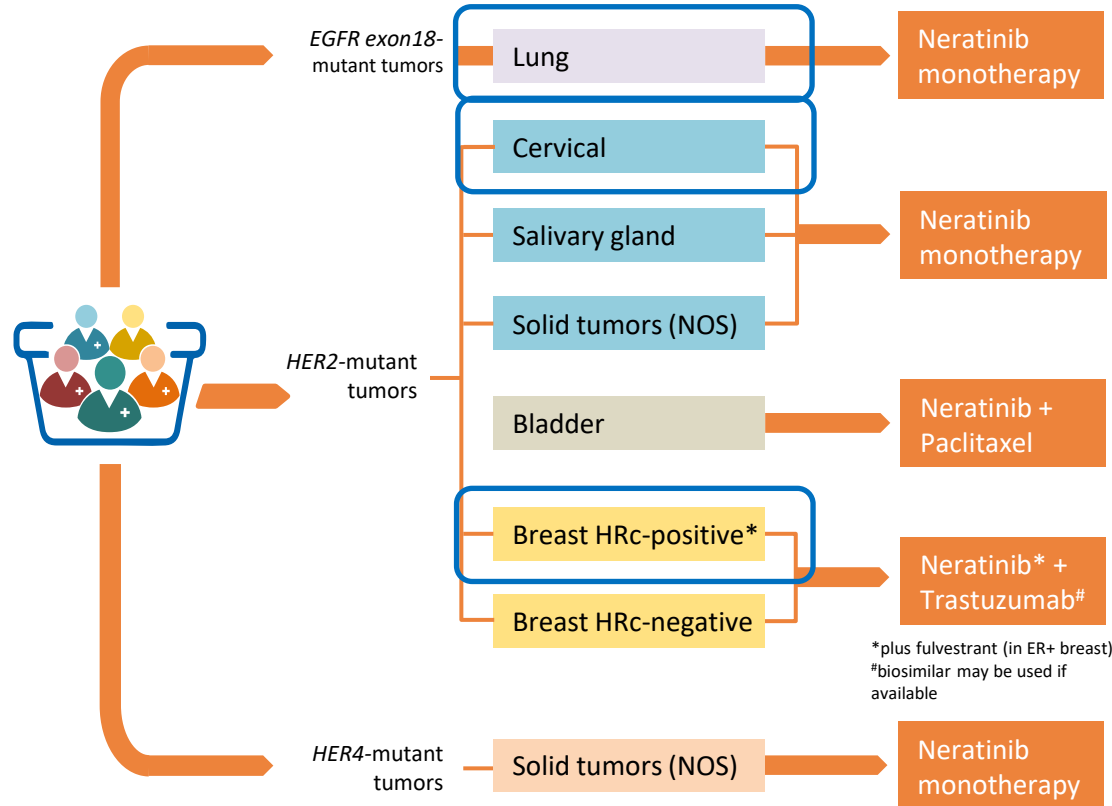 EGFR exon18-
mutant tumors
Lung
Neratinib
monotherapy
Cervical
Salivary gland
Solid tumors (NOS)
Neratinib
monotherapy
HER2-mutant
tumors
Bladder
Neratinib +
Paclitaxel
Breast HRc-positive*
Breast HRc-negative
Neratinib* +
Trastuzumab#
*plus fulvestrant (in ER+ breast)
#biosimilar may be used if
available
HER4-mutant
tumors
Solid tumors (NOS)
Neratinib
monotherapy